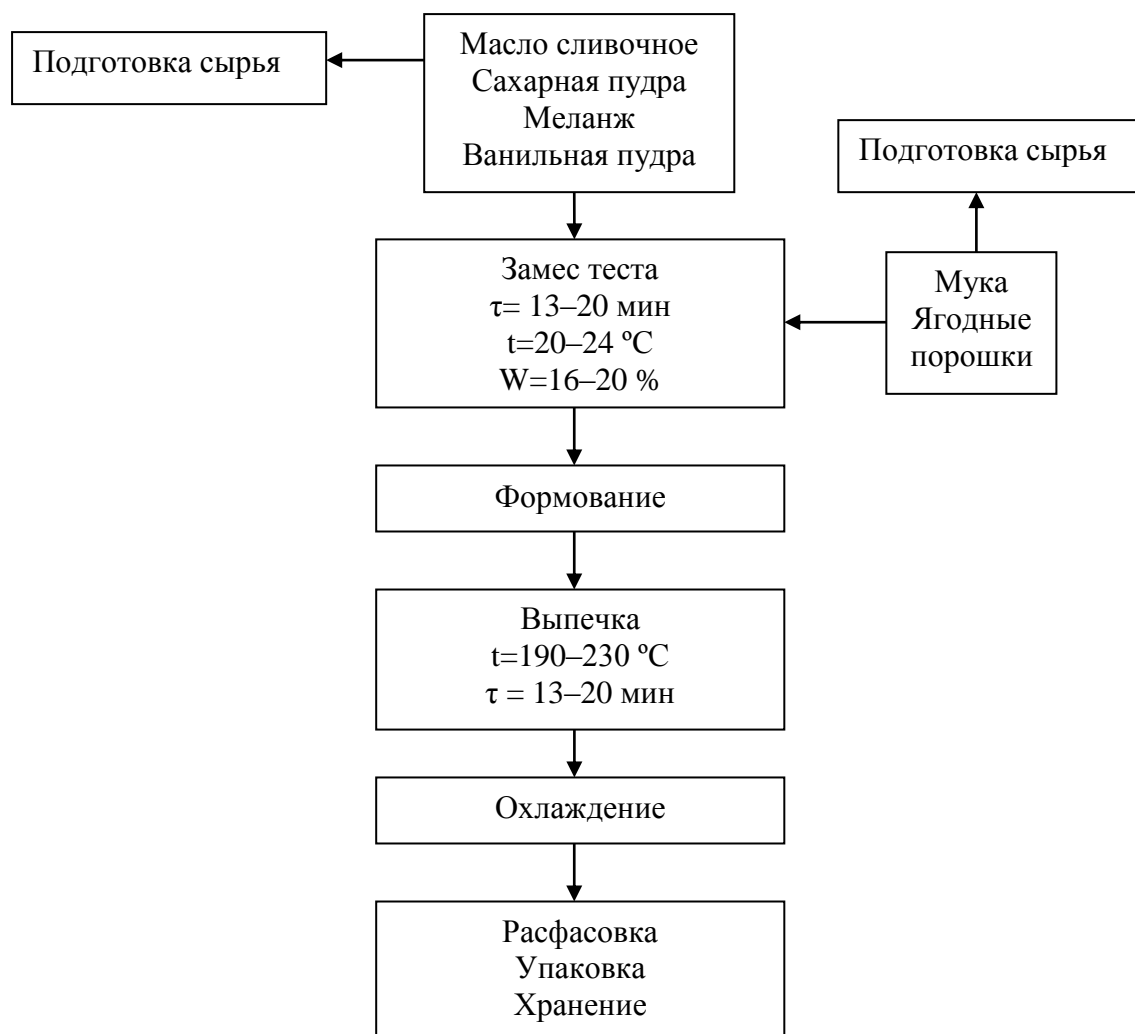 Подготовка сырья
Масло сливочное
Сахарная пудра
Меланж
Ванильная пудра
Подготовка сырья
Замес теста
τ= 13–20 мин
t=20–24 ºС
W=16–20 %
Мука
Ягодные
порошки
Формование
Выпечка
t=190–230 ºС
τ = 13–20 мин
Охлаждение
Расфасовка
Упаковка
Хранение